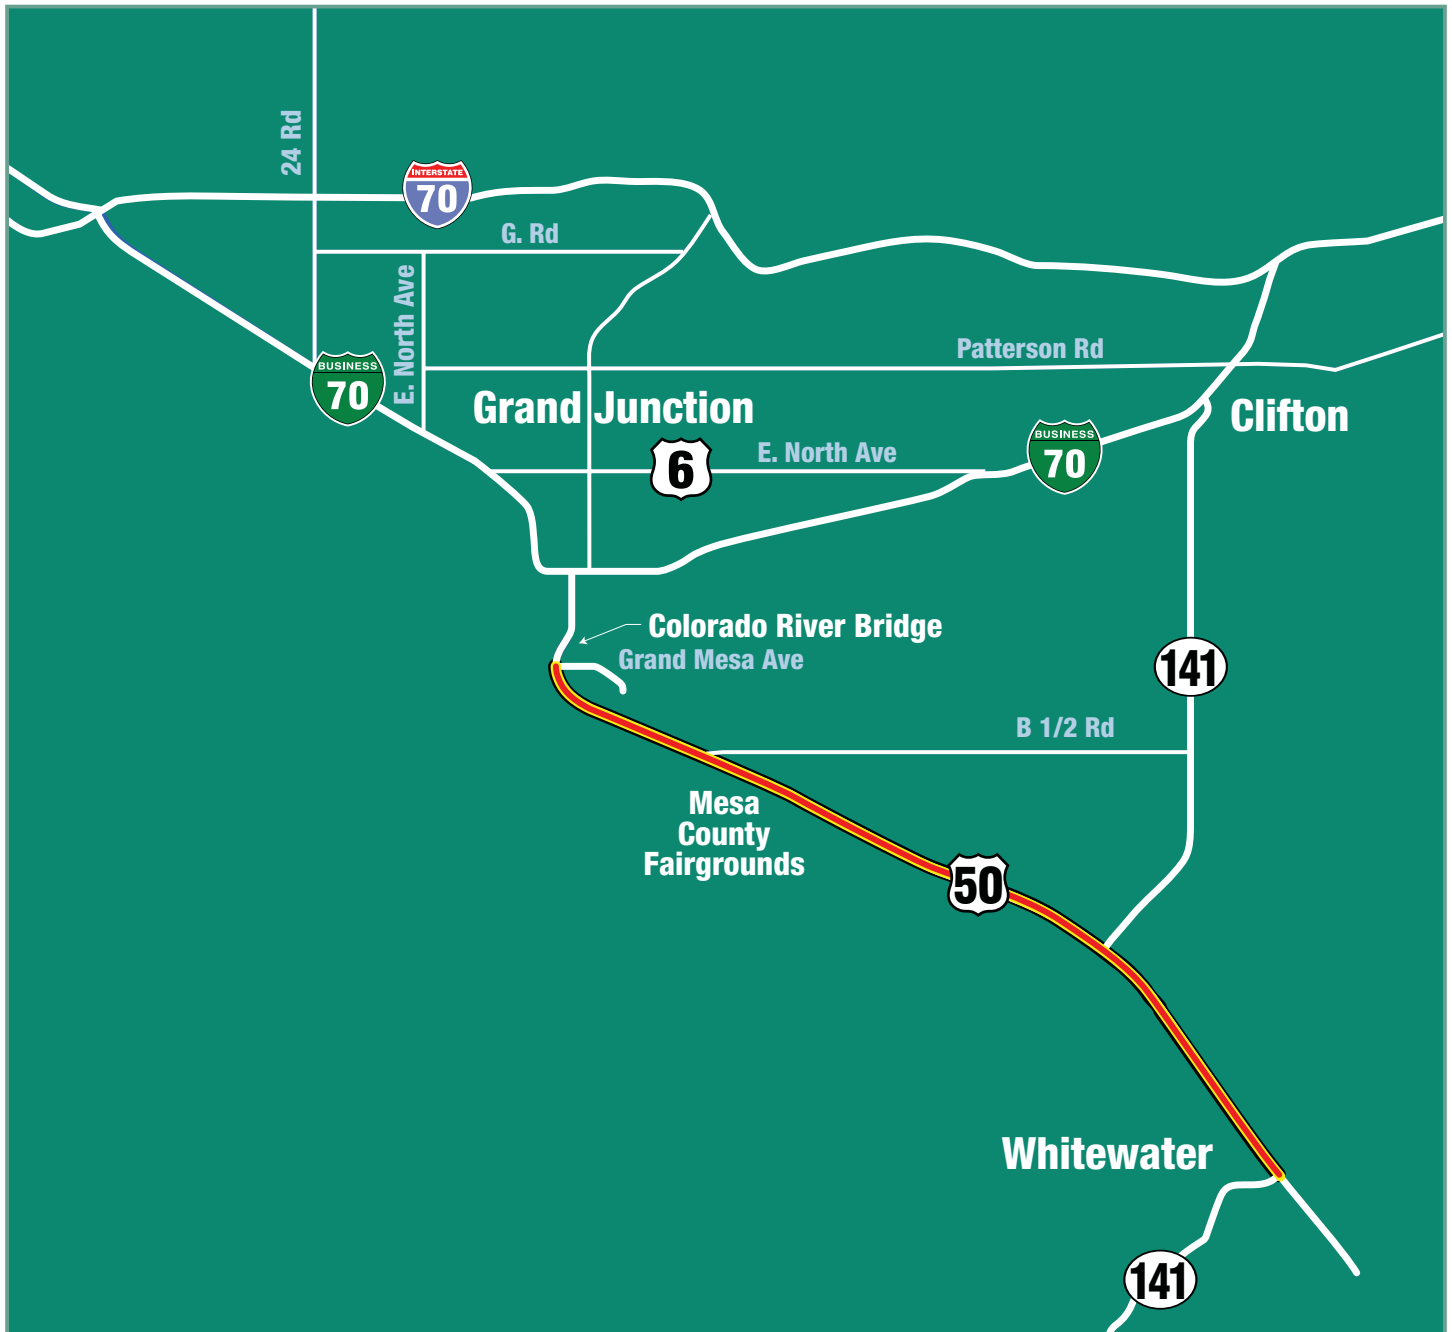 24 Rd
INTERSTATE
70
G. Rd
E. North Ave
Patterson Rd
BUSINESS
70
Grand Junction
Clifton
BUSINESS
70
6
E. North Ave
Colorado River Bridge
Grand Mesa Ave
141
B 1/2 Rd
Mesa
County
Fairgrounds
50
Whitewater
141